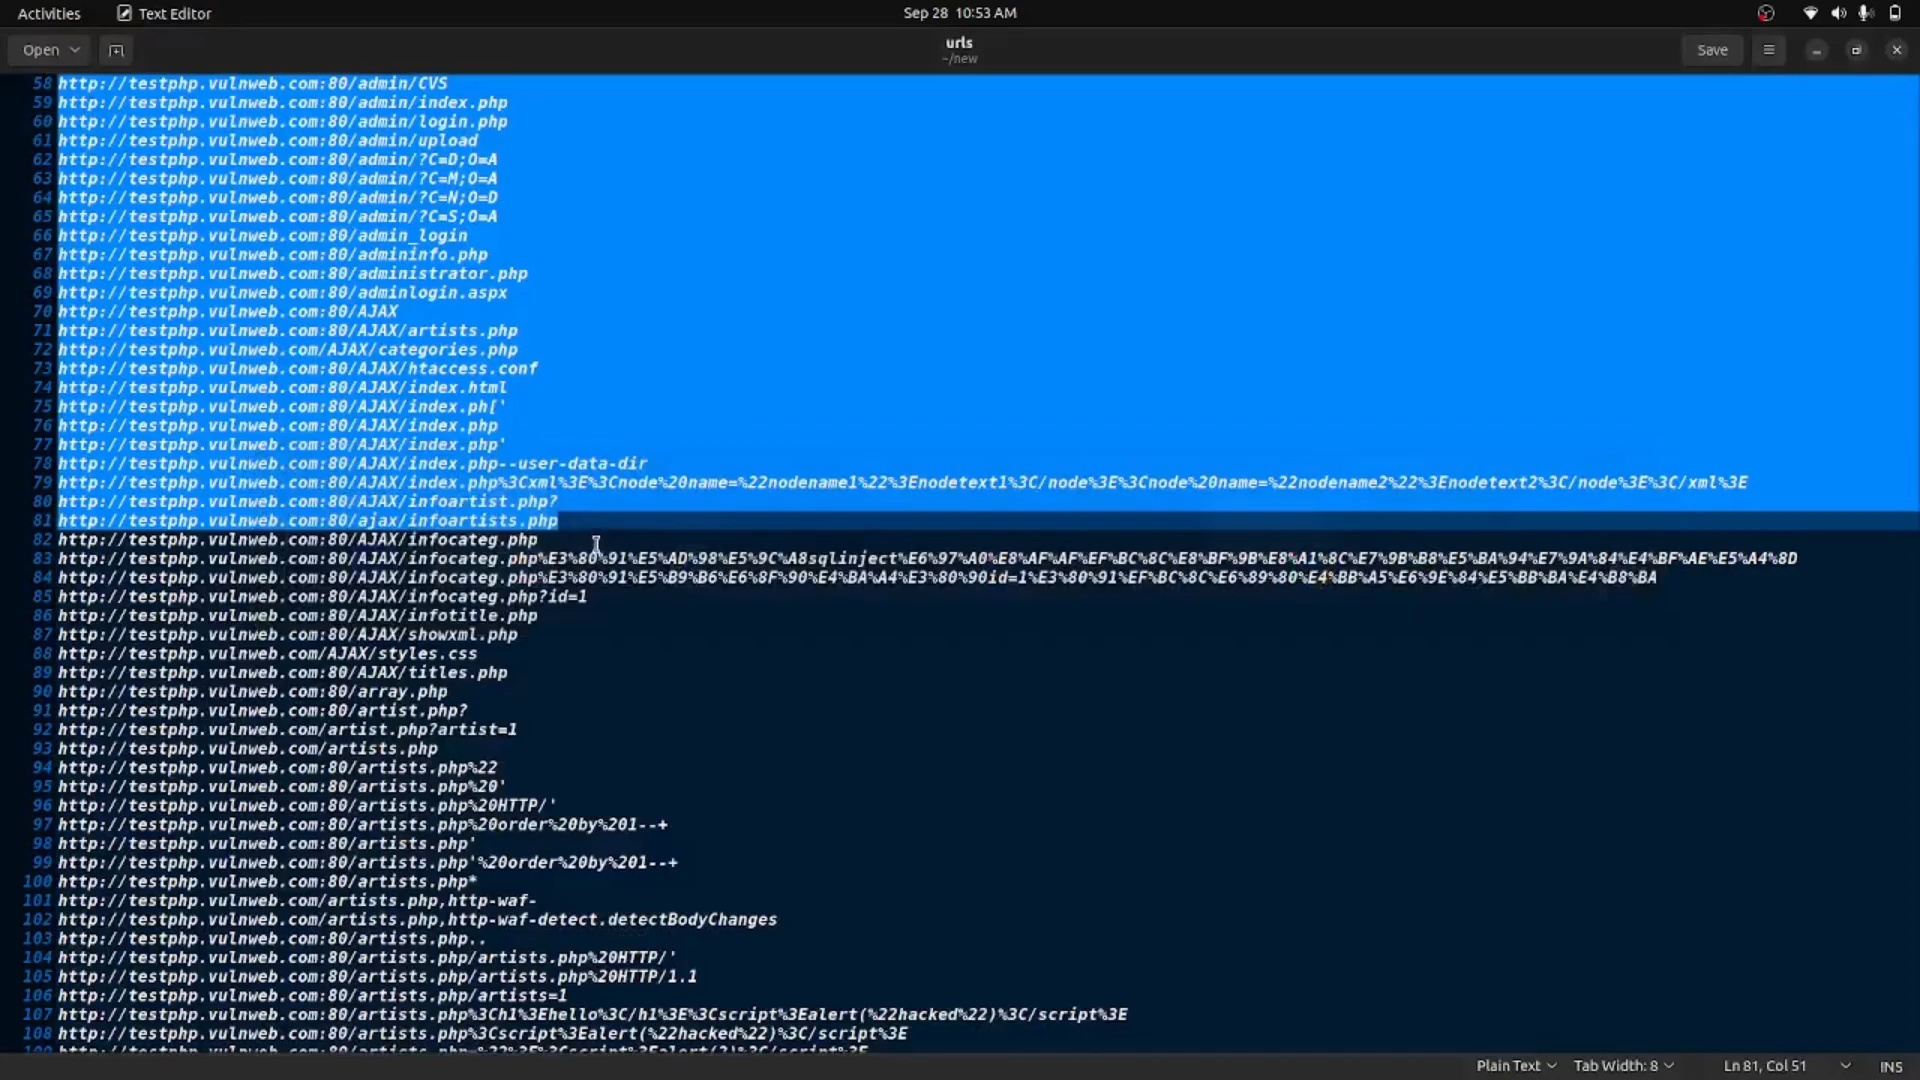 Activities Text Editor Sep 28 10:53 AM
Open urls Save
~/new
58 http://testphp.vulnweb.com:80/admin/CVS
59 http://testphp.vulnweb.com:80/admin/index.php
60 http://testphp.vulnweb.com:80/admin/login.php
61 http://testphp.vulnweb.com:80/admin/upload
62 http://testphp.vulnweb.com:80/admin/?C=D;O=A
63 http://testphp.vulnweb.com:80/admin/?C=M;O=A
64 http://testphp.vulnweb.com:80/admin/?C=N;O=D
65 http://testphp.vulnweb.com:80/admin/?C=S;O=A
66 http://testphp.vulnweb.com:80/admin_login
67 http://testphp.vulnweb.com:80/admininfo.php
68 http://testphp.vulnweb.com:80/administrator.php
69 http://testphp.vulnweb.com:80/adminlogin.aspx
70 http://testphp.vulnweb.com:80/AJAX
71 http://testphp.vulnweb.com:80/AJAX/artists.php
72 http://testphp.vulnweb.com/AJAX/categories.php
73 http://testphp.vulnweb.com:80/AJAX/htaccess.conf
74 http://testphp.vulnweb.com:80/AJAX/index.html
75 http://testphp.vulnweb.com:80/AJAX/index.ph['
76 http://testphp.vulnweb.com:80/AJAX/index.php
77 http://testphp.vulnweb.com:80/AJAX/index.php'
78 http://testphp.vulnweb.com:80/AJAX/index.php--user-data-dir
79 http://testphp.vulnweb.com:80/AJAX/index.php%3Cxml%3E%3Cnode%20name=%22nodename1%22%3Enodetext1%3C/node%3E%3Cnode%20name=%22nodename2%22%3Enodetext2%3C/node%3E%3C/xml%3E
80 http://testphp.vulnweb.com:80/AJAX/infoartist.php?
81 http://testphp.vulnweb.com:80/ajax/infoartists.php
82 http://testphp.vulnweb.com:80/AJAX/infocateg.php
83 http://testphp.vulnweb.com:80/AJAX/infocateg.php%E3%80%91%E5%AD%98%E5%9C%A8sqlinject%E6%97%A0%E8%AF%AF%EF%BC%8C%E8%BF%9B%E8%A1%8C%E7%9B%B8%E5%BA%94%E7%9A%84%E4%BF%AE%E5%A4%8D
84 http://testphp.vulnweb.com:80/AJAX/infocateg.php%E3%80%91%E5%B9%B6%E6%8F%90%E4%BA%A4%E3%80%90id=1%E3%80%91%EF%BC%8C%E6%89%80%E4%BB%A5%E6%9E%84%E5%BB%BA%E4%B8%BA
85 http://testphp.vulnweb.com:80/AJAX/infocateg.php?id=1
86 http://testphp.vulnweb.com:80/AJAX/infotitle.php
87 http://testphp.vulnweb.com:80/AJAX/showxml.php
88 http://testphp.vulnweb.com/AJAX/styles.css
89 http://testphp.vulnweb.com:80/AJAX/titles.php
90 http://testphp.vulnweb.com:80/array.php
91 http://testphp.vulnweb.com:80/artist.php?
92 http://testphp.vulnweb.com/artist.php?artist=1
93 http://testphp.vulnweb.com/artists.php
94 http://testphp.vulnweb.com:80/artists.php%22
95 http://testphp.vulnweb.com:80/artists.php%20'
96 http://testphp.vulnweb.com:80/artists.php%20HTTP/'
97 http://testphp.vulnweb.com:80/artists.php%20order%20by%201--+
98 http://testphp.vulnweb.com:80/artists.php'
99 http://testphp.vulnweb.com:80/artists.php'%20order%20by%201--+
100 http://testphp.vulnweb.com:80/artists.php*
101 http://testphp.vulnweb.com/artists.php,http-waf-
102 http://testphp.vulnweb.com/artists.php,http-waf-detect.detectBodyChanges
103 http://testphp.vulnweb.com:80/artists.php..
104 http://testphp.vulnweb.com:80/artists.php/artists.php%20HTTP/'
105 http://testphp.vulnweb.com:80/artists.php/artists.php%20HTTP/1.1
106 http://testphp.vulnweb.com:80/artists.php/artists=1
107 http://testphp.vulnweb.com:80/artists.php%3Ch1%3Ehello%3C/h1%3E%3Cscript%3Ealert(%22hacked%22)%3C/script%3E
108 http://testphp.vulnweb.com:80/artists.php%3Cscript%3Ealert(%22hacked%22)%3C/script%3E
Plain Text Tab Width: 8 Ln 81, Col 51 INS